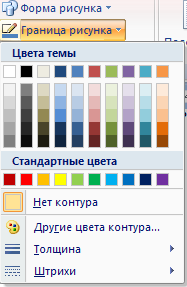 Форма рисунка
Граница рисунка
Цвета темы
Стандартные цвета
Нет контура
Другие цвета контура...
Толщина
Штрихи